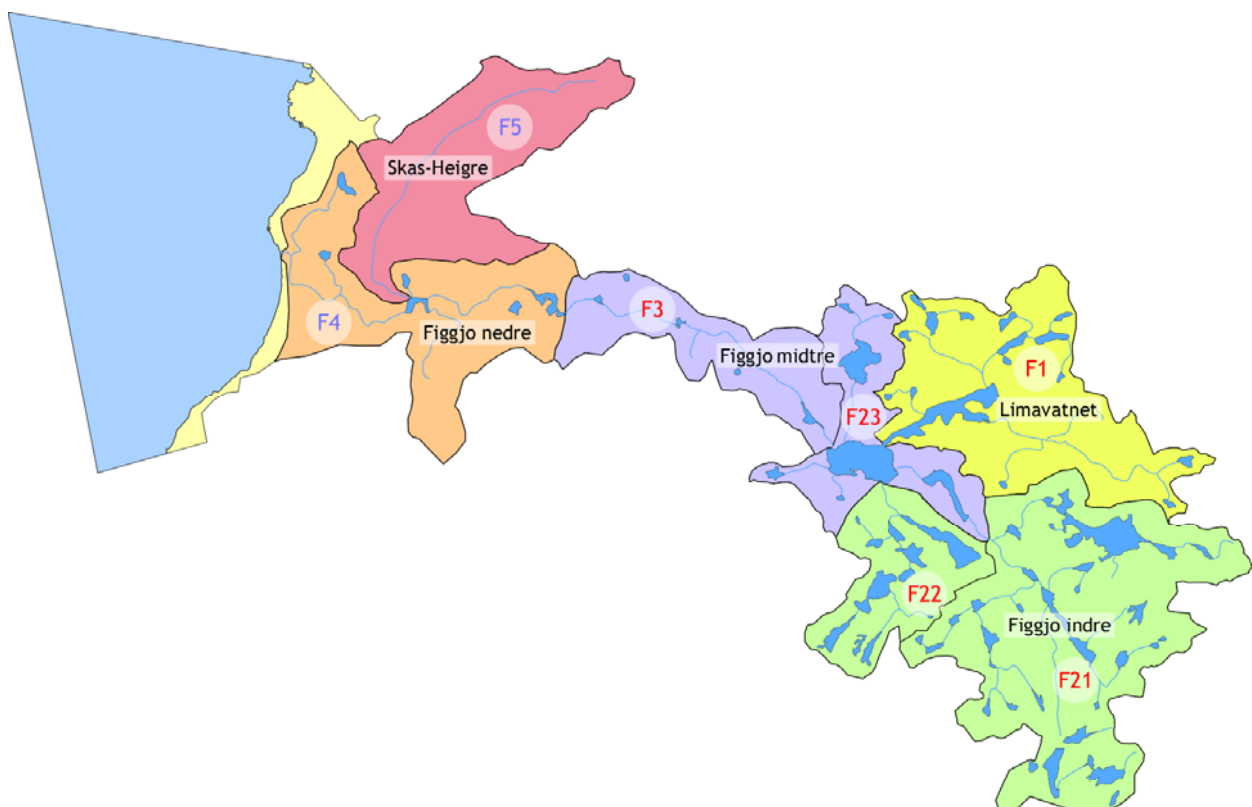 F5
Skas-Heigre
F4
Figgjo nedre
F3
Figgjo midtre
F23
F1
Limavatnet
F22
Figgjo indre
F21